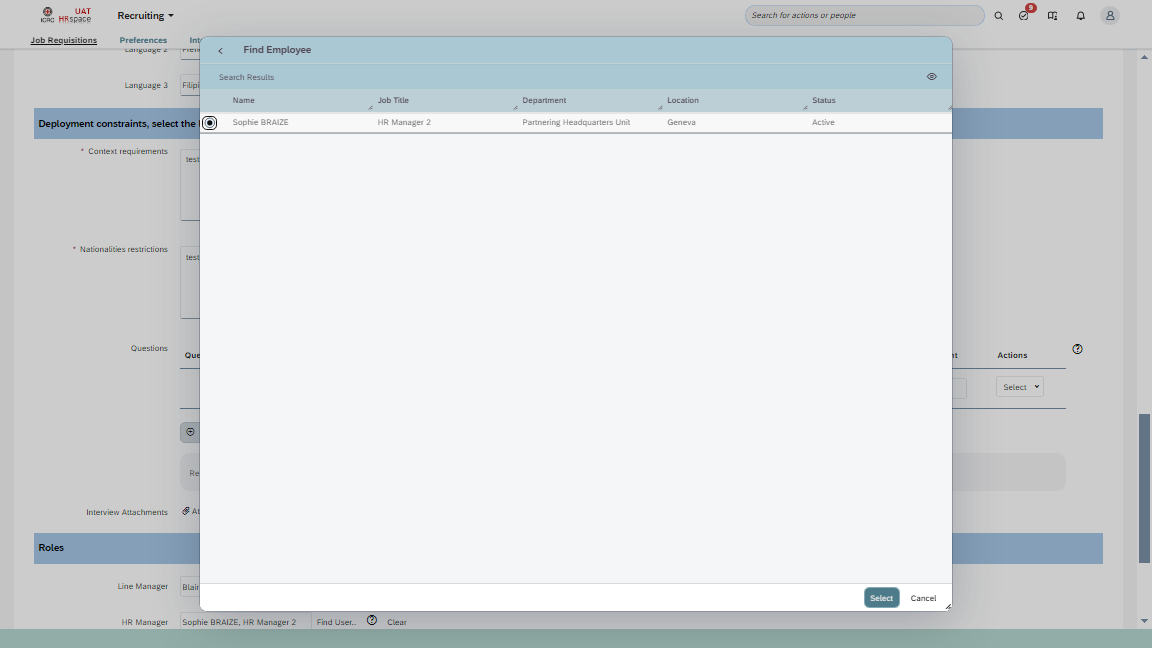 ICRC
UAT
HRspace
Recruiting
Search for actions or people
9
Job Requisitions
Preferences
Language 2
Language 3
Filipi
Find Employee
Search Results
Name
Job Title
Department
Location
Status
Sophie BRAIZE
HR Manager 2
Partnering Headquarters Unit
Geneva
Active
Deployment constraints, select the
* Context requirements
test
* Nationalities restrictions
test
Questions
Que
nt
Actions
Select
Re
Interview Attachments
At
Roles
Line Manager
Blair
Select
Cancel
HR Manager
Sophie BRAIZE, HR Manager 2
Find User..
Clear